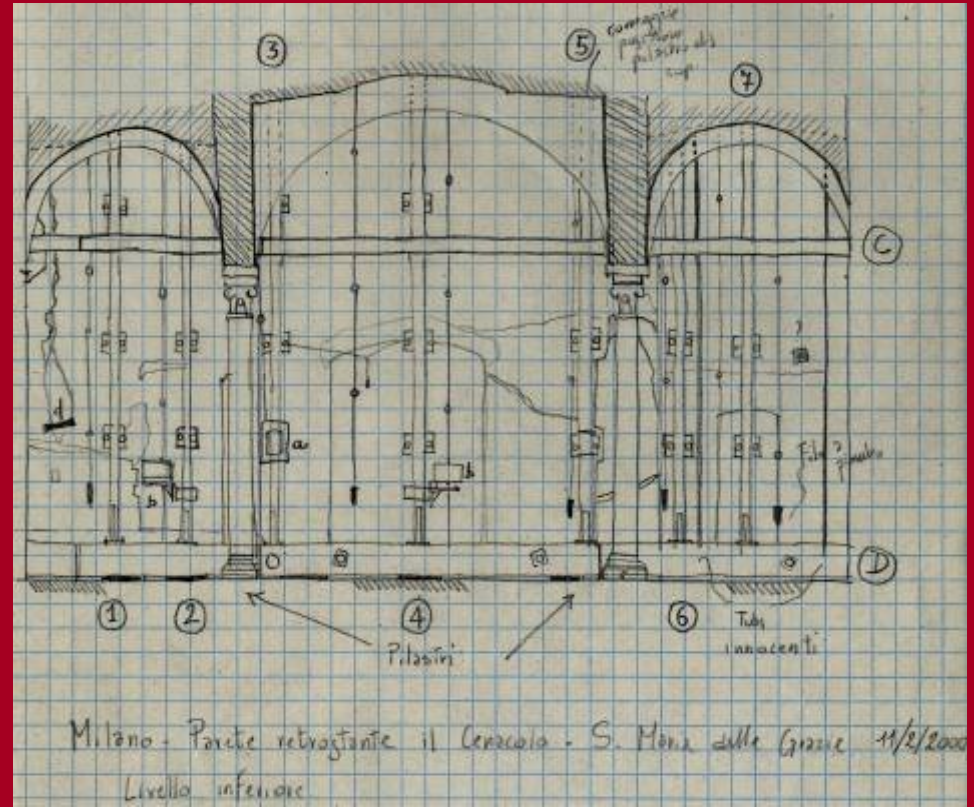 3
5
7
C
a
b
b
d
?
D
1
2
4
6
Pilastri
Tubi
innocenti
Milano - Parete retrostante il Cenacolo - S. Maria delle Grazie 11/2/2000
Livello inferiore